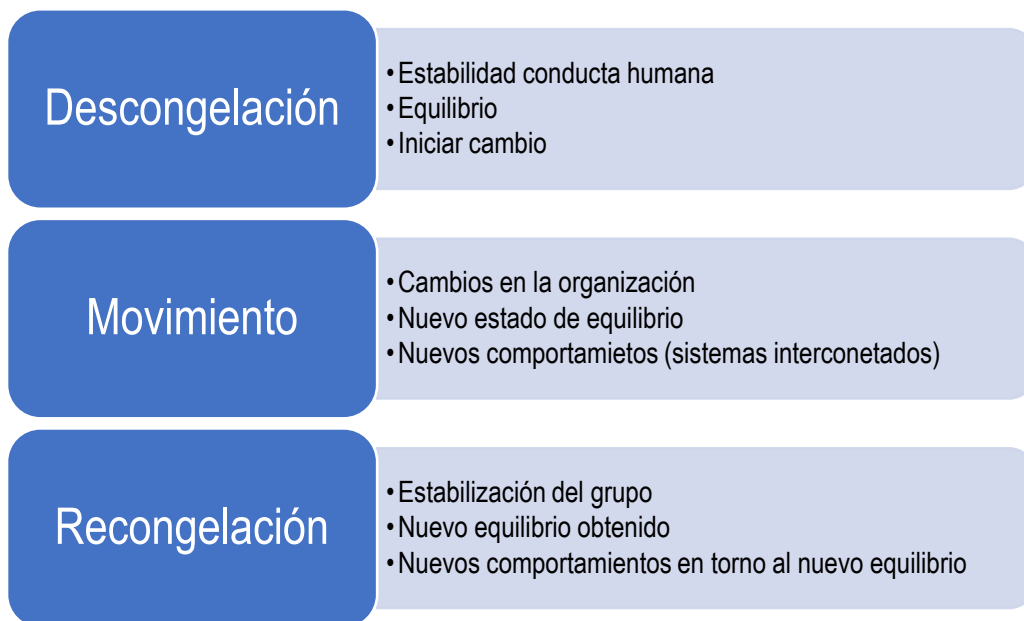 Descongelación
•Estabilidad conducta humana
•Equilibrio
•Iniciar cambio
Movimiento
•Cambios en la organización
•Nuevo estado de equilibrio
•Nuevos comportamietos (sistemas interconetados)
Recongelación
•Estabilización del grupo
•Nuevo equilibrio obtenido
•Nuevos comportamientos en torno al nuevo equilibrio